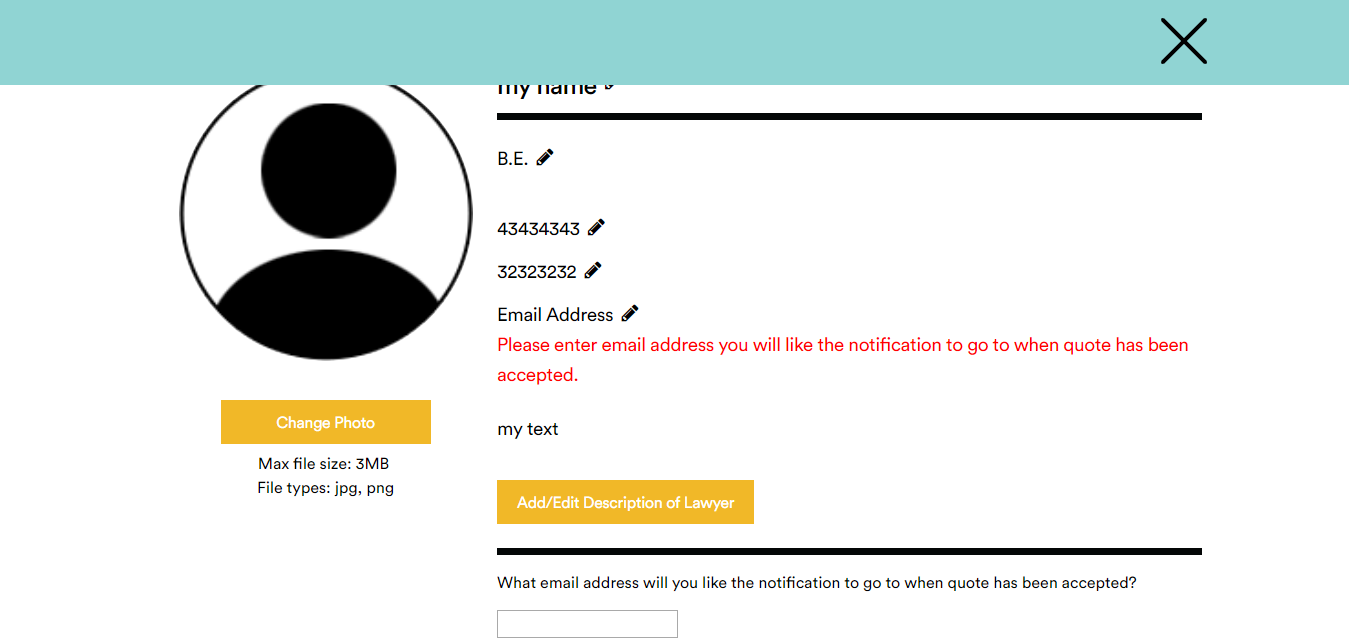 my name
B.E.
43434343
32323232
Email Address
Please enter email address you will like the notification to go to when quote has been
accepted.
my text
Change Photo
Max file size: 3MB
File types: jpg, png
Add/Edit Description of Lawyer
What email address will you like the notification to go to when quote has been accepted?